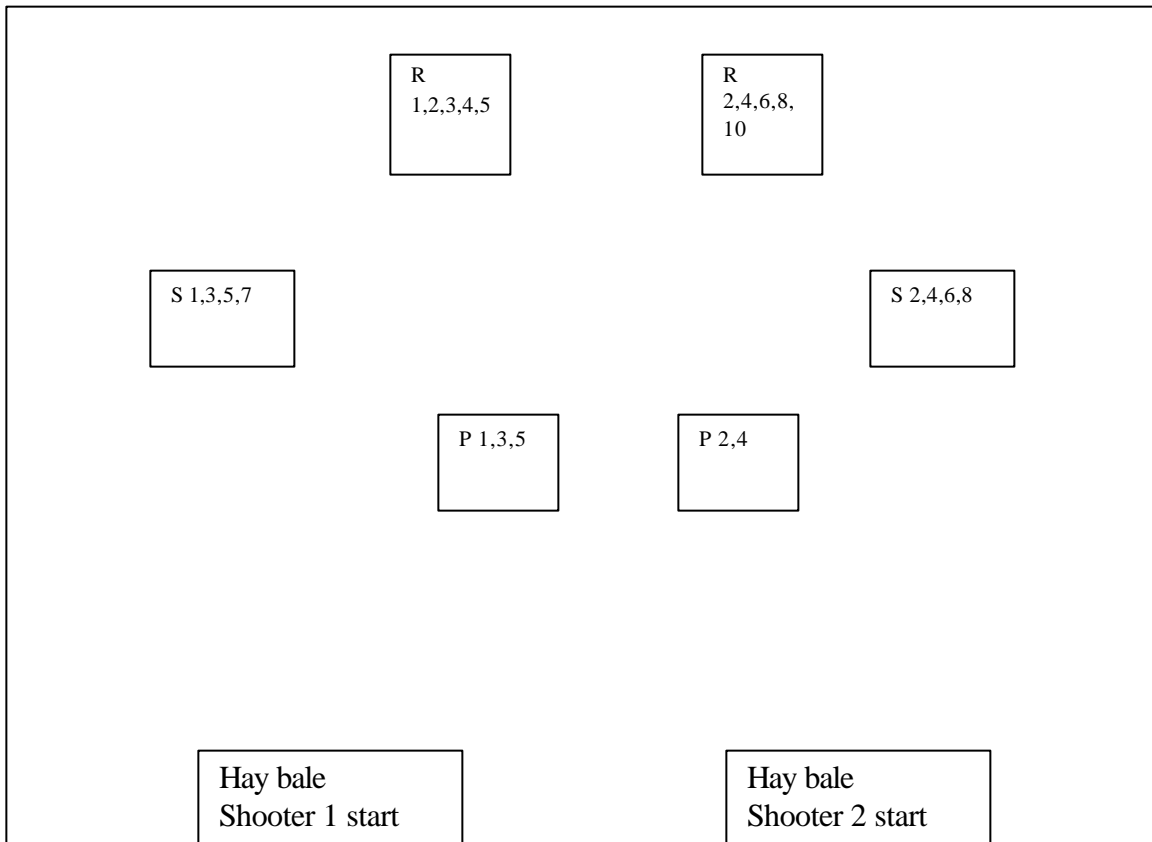 R
1,2,3,4,5
R
2,4,6,8,
10
S 1,3,5,7
S 2,4,6,8
P 1,3,5
P 2,4
Hay bale
Shooter 1 start
Hay bale
Shooter 2 start